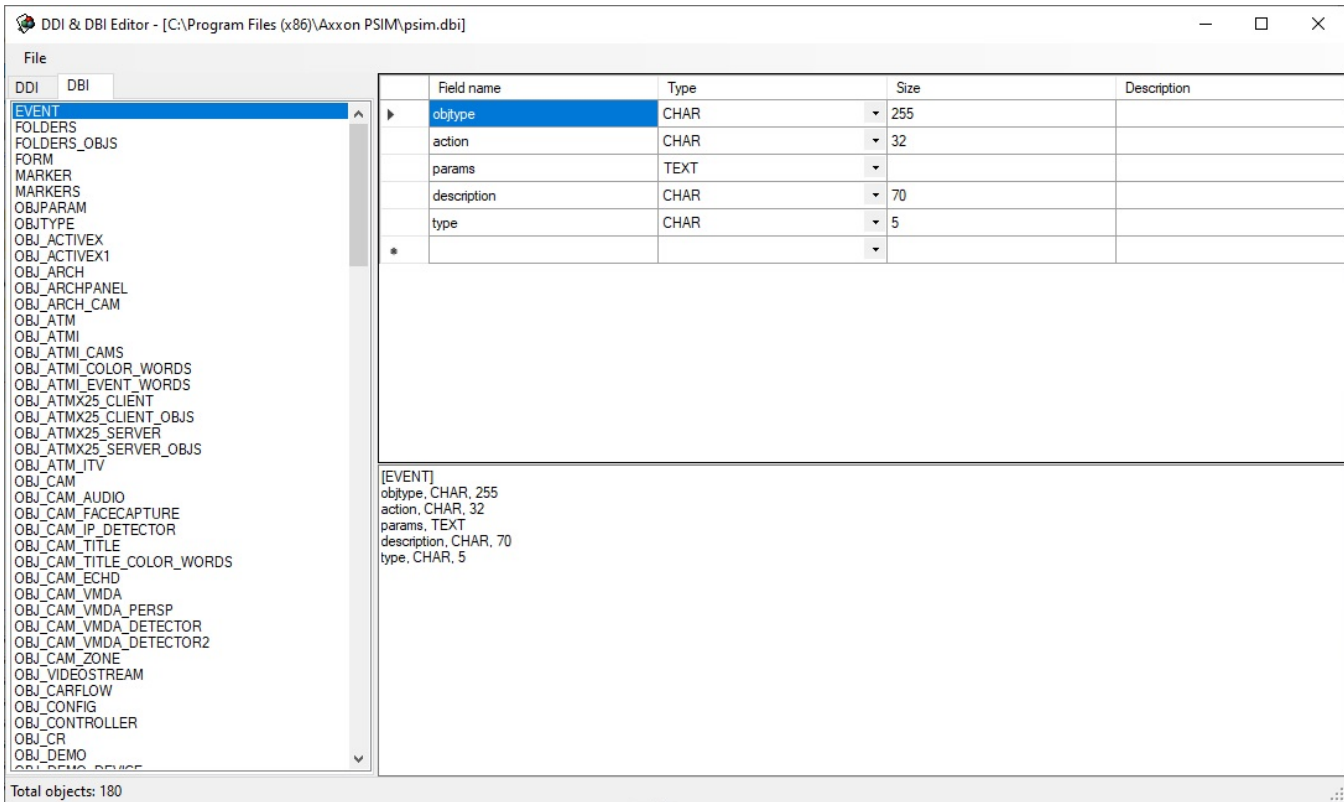 DDI & DBI Editor - [C:\Program Files (x86)\Axxon PSIM\psim.dbi]
File
DDI DBI
EVENT
FOLDERS
FOLDERS_OBJS
FORM
MARKER
MARKERS
OBJPARAM
OBJTYPE
OBJ_ACTIVEX
OBJ_ACTIVEX1
OBJ_ARCH
OBJ_ARCHPANEL
OBJ_ARCH_CAM
OBJ_ATM
OBJ_ATMI
OBJ_ATMI_CAMS
OBJ_ATMI_COLOR_WORDS
OBJ_ATMI_EVENT_WORDS
OBJ_ATMX25_CLIENT
OBJ_ATMX25_CLIENT_OBJS
OBJ_ATMX25_SERVER
OBJ_ATMX25_SERVER_OBJS
OBJ_ATM_ITV
OBJ_CAM
OBJ_CAM_AUDIO
OBJ_CAM_FACECAPTURE
OBJ_CAM_IP_DETECTOR
OBJ_CAM_TITLE
OBJ_CAM_TITLE_COLOR_WORDS
OBJ_CAM_ECHD
OBJ_CAM_VMDA
OBJ_CAM_VMDA_PERSP
OBJ_CAM_VMDA_DETECTOR
OBJ_CAM_VMDA_DETECTOR2
OBJ_CAM_ZONE
OBJ_VIDEOSTREAM
OBJ_CARFLOW
OBJ_CONFIG
OBJ_CONTROLLER
OBJ_CR
OBJ_DEMO
Field name Type Size Description
objtype CHAR 255
action CHAR 32
params TEXT
description CHAR 70
type CHAR 5
[EVENT]
objtype, CHAR, 255
action, CHAR, 32
params, TEXT
description, CHAR, 70
type, CHAR, 5
Total objects: 180